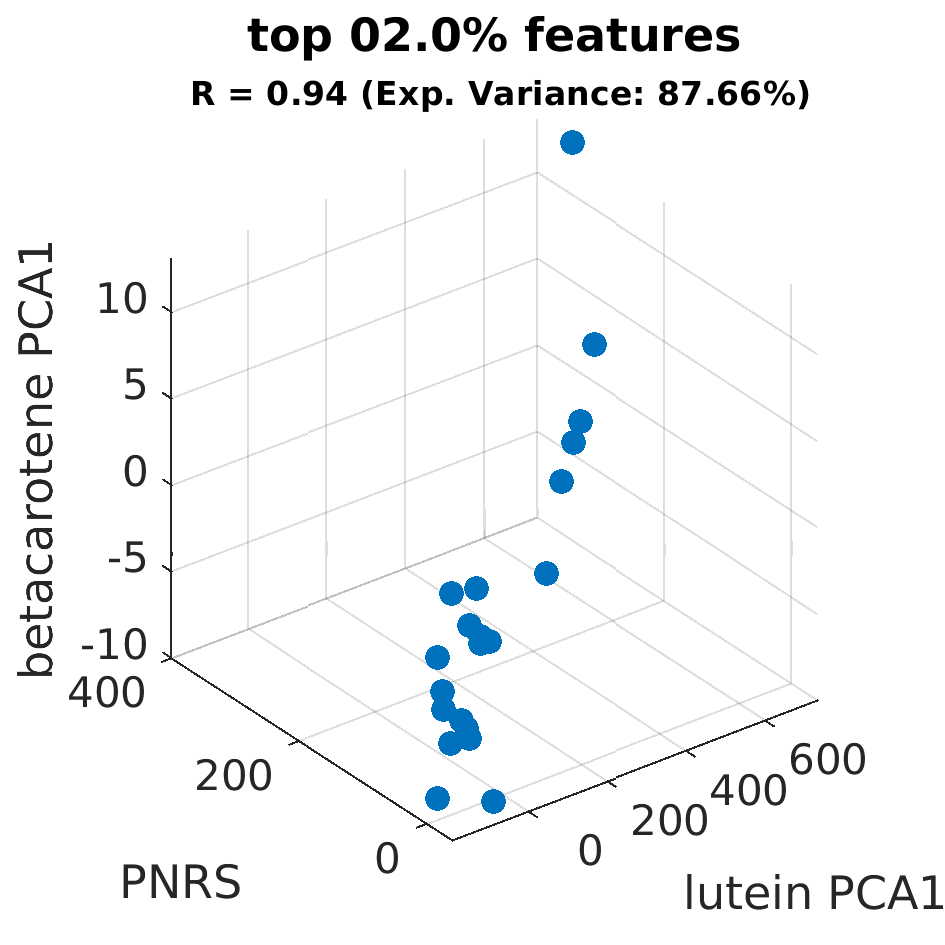 top 02.0% features
R = 0.94 (Exp. Variance: 87.66%)
betacarotene PCA1
10
5
0
-5
-10
400
200
0
PNRS
0
200
400
600
lutein PCA1